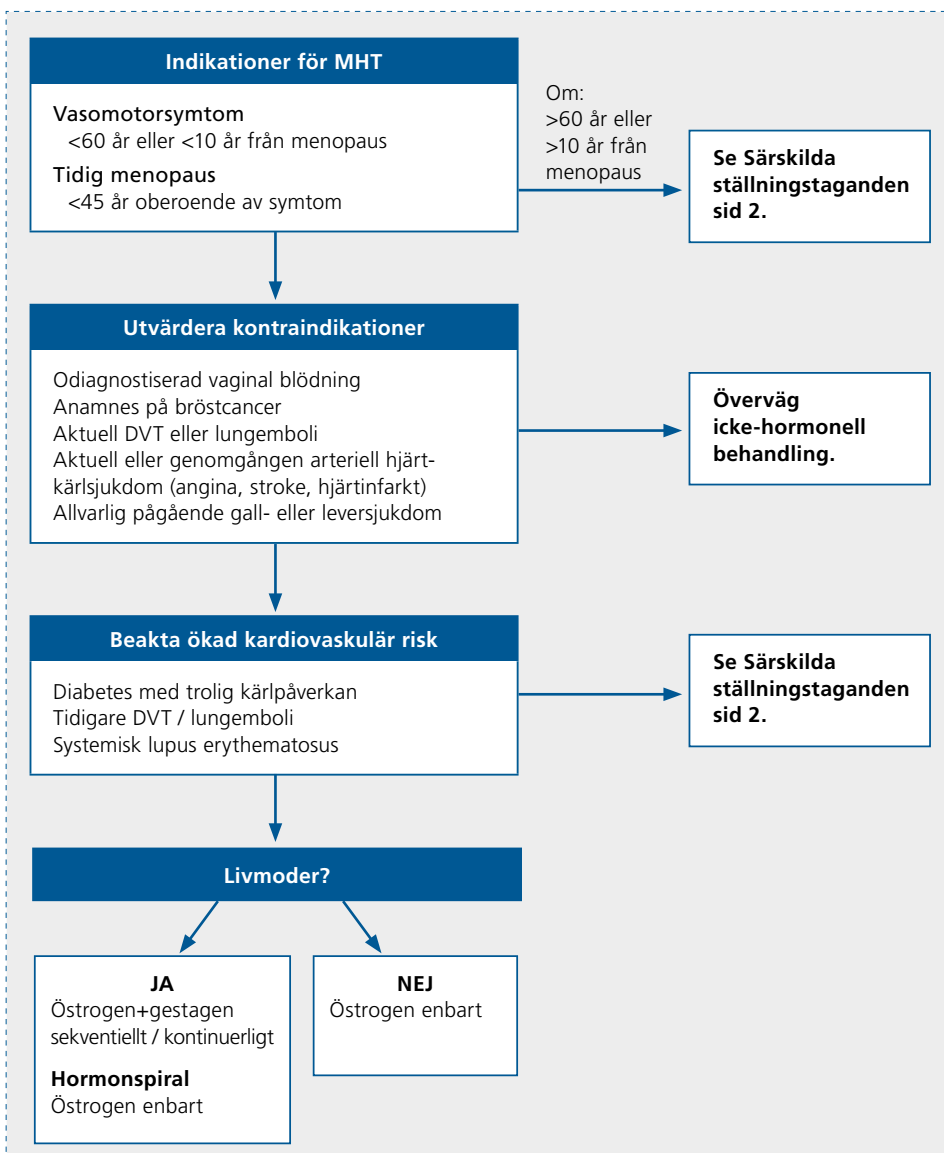 Indikationer för MHT
Vasomotorsymtom
<60 år eller <10 år från menopaus
Tidig menopaus
<45 år oberoende av symtom
Om:
>60 år eller
>10 år från
menopaus
Se Särskilda
ställningstaganden
sid 2.
Utvärdera kontraindikationer
Odiagnostiserad vaginal blödning
Anamnes på bröstcancer
Aktuell DVT eller lungemboli
Aktuell eller genomgången arteriell hjärt-
kärlsjukdom (angina, stroke, hjärtinfarkt)
Allvarlig pågående gall- eller leversjukdom
Överväg
icke-hormonell
behandling.
Beakta ökad kardiovaskulär risk
Diabetes med trolig kärlpåverkan
Tidigare DVT / lungemboli
Systemisk lupus erythematosus
Se Särskilda
ställningstaganden
sid 2.
Livmoder?
JA
Östrogen+gestagen
sekventiellt / kontinuerligt
Hormonspiral
Östrogen enbart
NEJ
Östrogen enbart